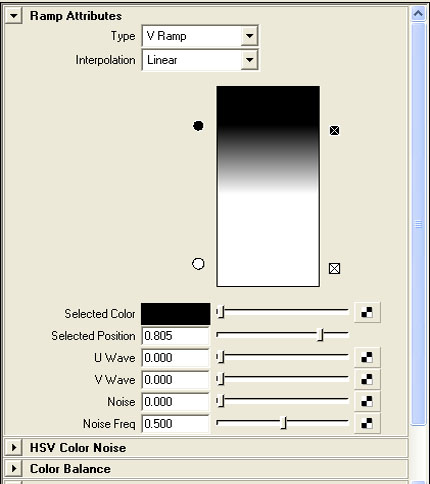 Ramp Attributes
Type V Ramp
Interpolation Linear
Selected Color
Selected Position 0.805
U Wave 0.000
V Wave 0.000
Noise 0.000
Noise Freq 0.500
HSV Color Noise
Color Balance